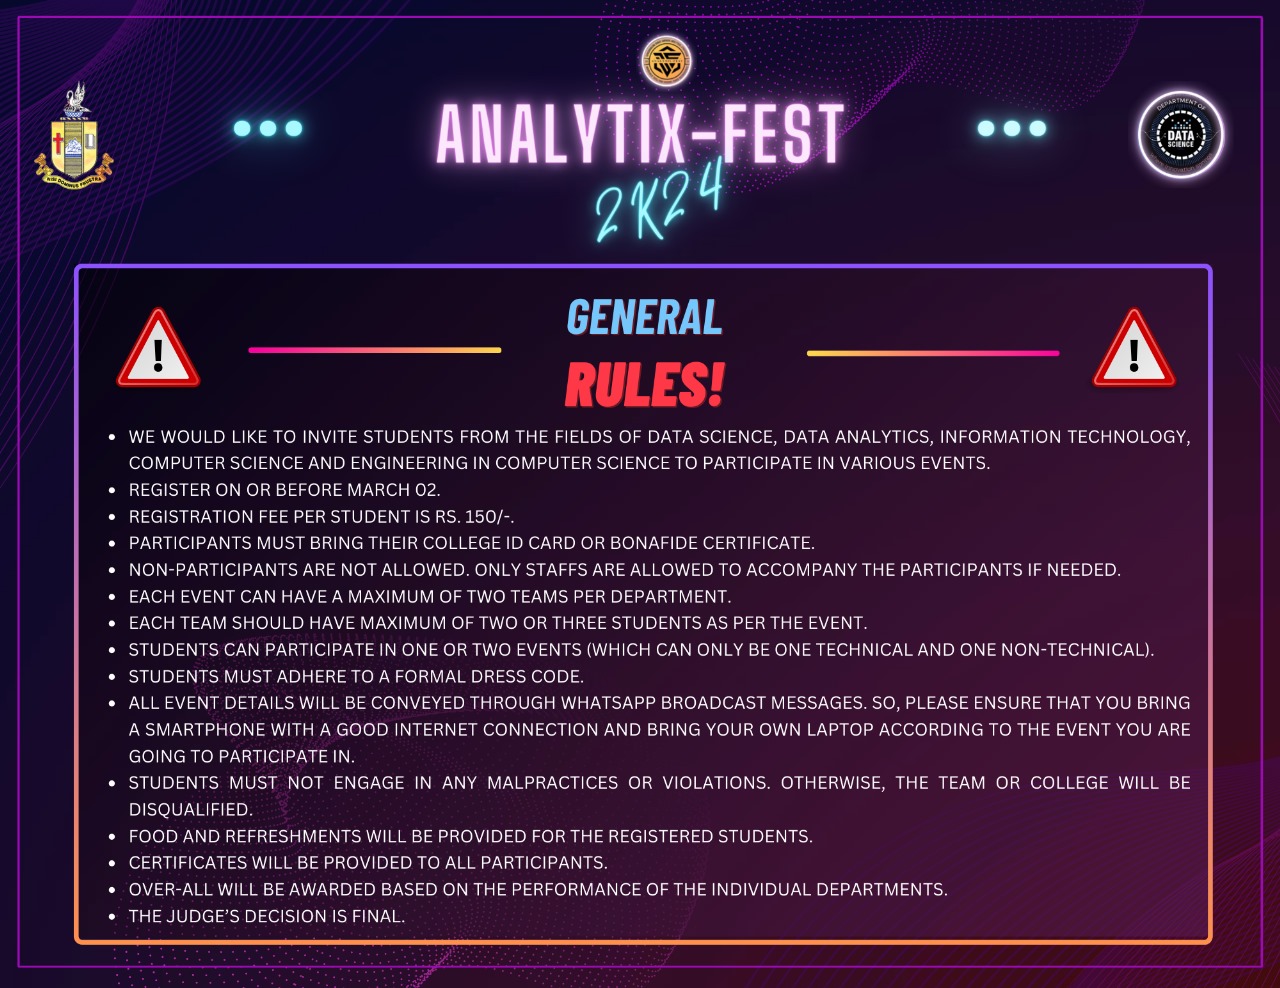 ANALYTIX-FEST
2K24
NISI DOMINUS FRUSTRA
DEPARTMENT OF
DATA
SCIENCE
GENERAL
RULES!
• WE WOULD LIKE TO INVITE STUDENTS FROM THE FIELDS OF DATA SCIENCE, DATA ANALYTICS, INFORMATION TECHNOLOGY,
COMPUTER SCIENCE AND ENGINEERING IN COMPUTER SCIENCE TO PARTICIPATE IN VARIOUS EVENTS.
• REGISTER ON OR BEFORE MARCH 02.
• REGISTRATION FEE PER STUDENT IS RS. 150/-.
• PARTICIPANTS MUST BRING THEIR COLLEGE ID CARD OR BONAFIDE CERTIFICATE.
• NON-PARTICIPANTS ARE NOT ALLOWED. ONLY STAFFS ARE ALLOWED TO ACCOMPANY THE PARTICIPANTS IF NEEDED.
• EACH EVENT CAN HAVE A MAXIMUM OF TWO TEAMS PER DEPARTMENT.
• EACH TEAM SHOULD HAVE MAXIMUM OF TWO OR THREE STUDENTS AS PER THE EVENT.
• STUDENTS CAN PARTICIPATE IN ONE OR TWO EVENTS (WHICH CAN ONLY BE ONE TECHNICAL AND ONE NON-TECHNICAL).
• STUDENTS MUST ADHERE TO A FORMAL DRESS CODE.
• ALL EVENT DETAILS WILL BE CONVEYED THROUGH WHATSAPP BROADCAST MESSAGES. SO, PLEASE ENSURE THAT YOU BRING
A SMARTPHONE WITH A GOOD INTERNET CONNECTION AND BRING YOUR OWN LAPTOP ACCORDING TO THE EVENT YOU ARE
GOING TO PARTICIPATE IN.
• STUDENTS MUST NOT ENGAGE IN ANY MALPRACTICES OR VIOLATIONS. OTHERWISE, THE TEAM OR COLLEGE WILL BE
DISQUALIFIED.
• FOOD AND REFRESHMENTS WILL BE PROVIDED FOR THE REGISTERED STUDENTS.
• CERTIFICATES WILL BE PROVIDED TO ALL PARTICIPANTS.
• OVER-ALL WILL BE AWARDED BASED ON THE PERFORMANCE OF THE INDIVIDUAL DEPARTMENTS.
• THE JUDGE'S DECISION IS FINAL.